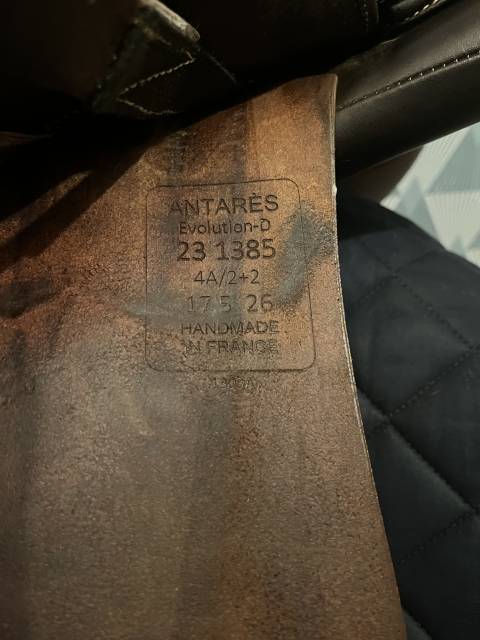 ANTARÈS
Evolution-D
23 1385
4A/2+2
17 5 26
HANDMADE
IN FRANCE